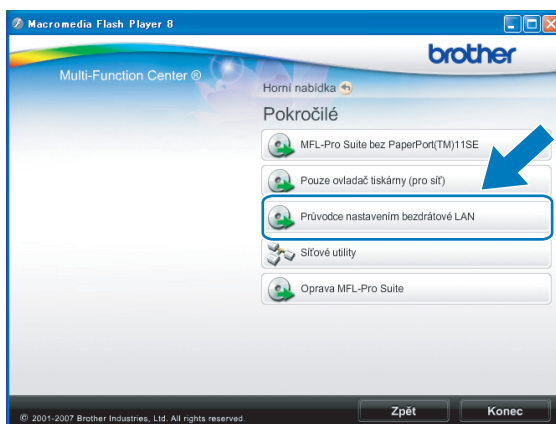 Macromedia Flash Player 8
brother
Multi-Function Center ®
Horní nabídka
Pokročilé
MFL-Pro Suite bez PaperPort(TM)11SE
Pouze ovladač tiskárny (pro síť)
Průvodce nastavením bezdrátové LAN
Síťové utility
Oprava MFL-Pro Suite
© 2001-2007 Brother Industries, Ltd. All rights reserved.
Zpět
Konec